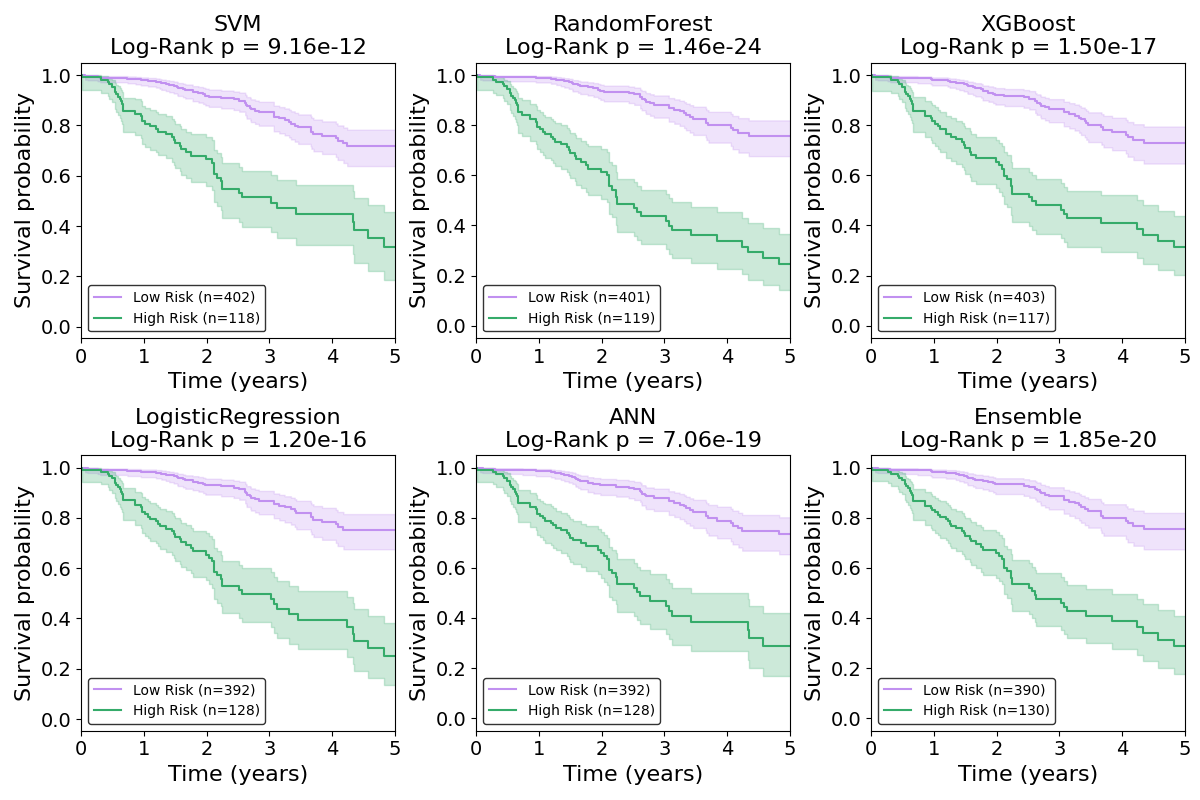 SVM
Log-Rank p = 9.16e-12
Survival probability
1.0
0.8
0.6
0.4
0.2
0.0
Low Risk (n=402)
High Risk (n=118)
0 1 2 3 4 5
Time (years)
RandomForest
Log-Rank p = 1.46e-24
Survival probability
1.0
0.8
0.6
0.4
0.2
0.0
Low Risk (n=401)
High Risk (n=119)
0 1 2 3 4 5
Time (years)
XGBoost
Log-Rank p = 1.50e-17
Survival probability
1.0
0.8
0.6
0.4
0.2
0.0
Low Risk (n=403)
High Risk (n=117)
0 1 2 3 4 5
Time (years)
LogisticRegression
Log-Rank p = 1.20e-16
Survival probability
1.0
0.8
0.6
0.4
0.2
0.0
Low Risk (n=392)
High Risk (n=128)
0 1 2 3 4 5
Time (years)
ANN
Log-Rank p = 7.06e-19
Survival probability
1.0
0.8
0.6
0.4
0.2
0.0
Low Risk (n=392)
High Risk (n=128)
0 1 2 3 4 5
Time (years)
Ensemble
Log-Rank p = 1.85e-20
Survival probability
1.0
0.8
0.6
0.4
0.2
0.0
Low Risk (n=390)
High Risk (n=130)
0 1 2 3 4 5
Time (years)